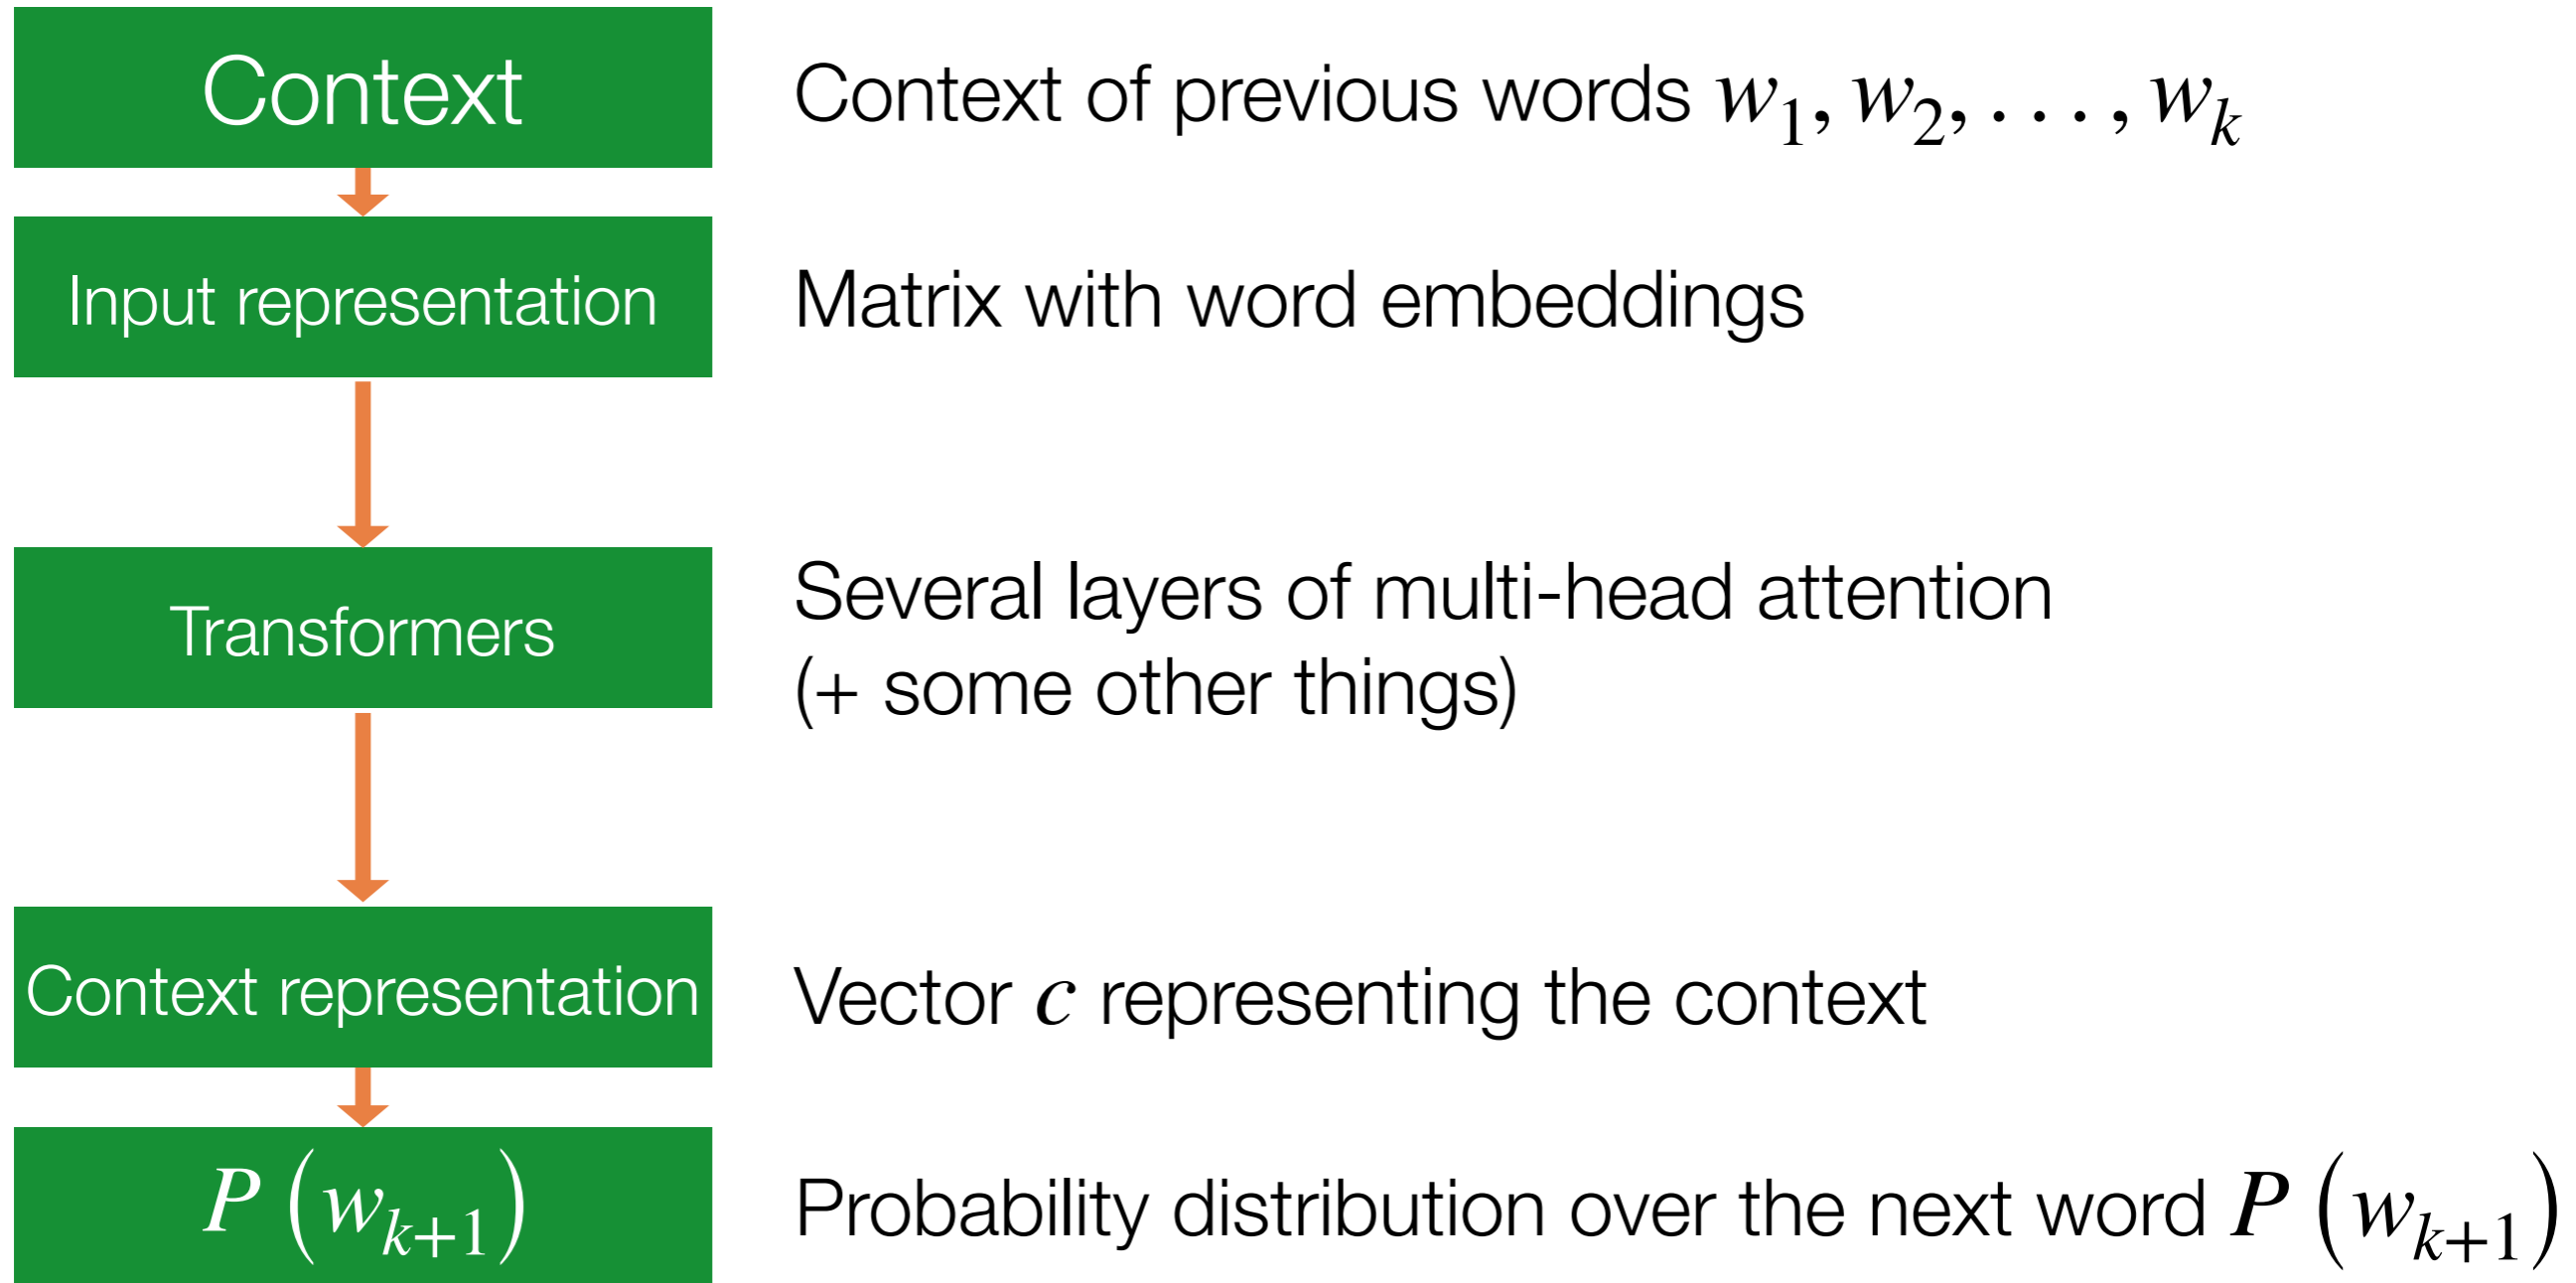 Context
Context of previous words w₁, w₂, . . . , wₖ
Input representation
Matrix with word embeddings
Transformers
Several layers of multi-head attention
(+ some other things)
Context representation
Vector c representing the context
P (wₖ₊₁)
Probability distribution over the next word P (wₖ₊₁)